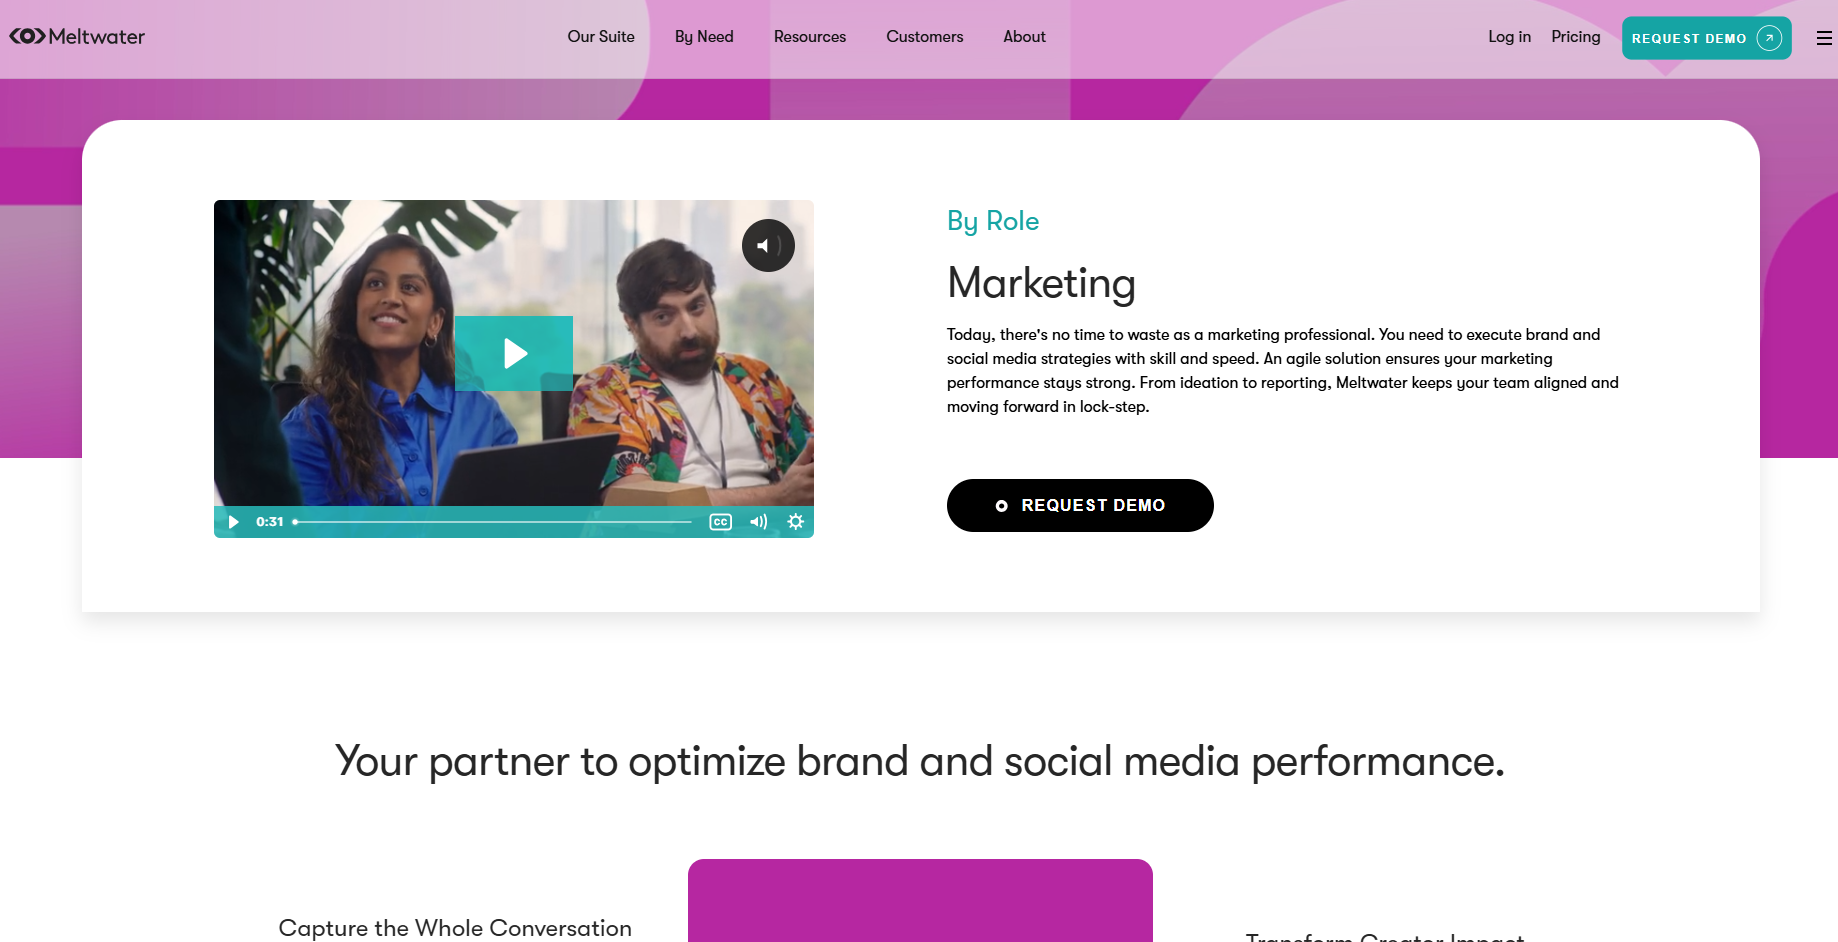 Meltwater
Our Suite
By Need
Resources
Customers
About
Log in
Pricing
REQUEST DEMO
By Role
Marketing
Today, there's no time to waste as a marketing professional. You need to execute brand and
social media strategies with skill and speed. An agile solution ensures your marketing
performance stays strong. From ideation to reporting, Meltwater keeps your team aligned and
moving forward in lock-step.
REQUEST DEMO
0:31
CC
Your partner to optimize brand and social media performance.
Capture the Whole Conversation
Transform Creator Impact